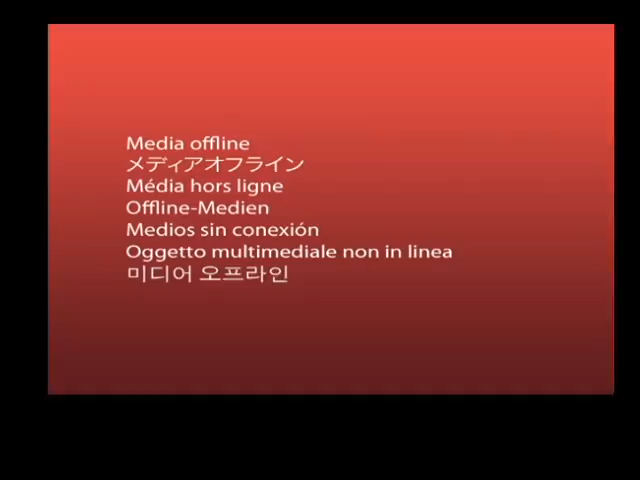 Media offline
メディアオフライン
Média hors ligne
Offline-Medien
Medios sin conexión
Oggetto multimediale non in linea
미디어 오프라인